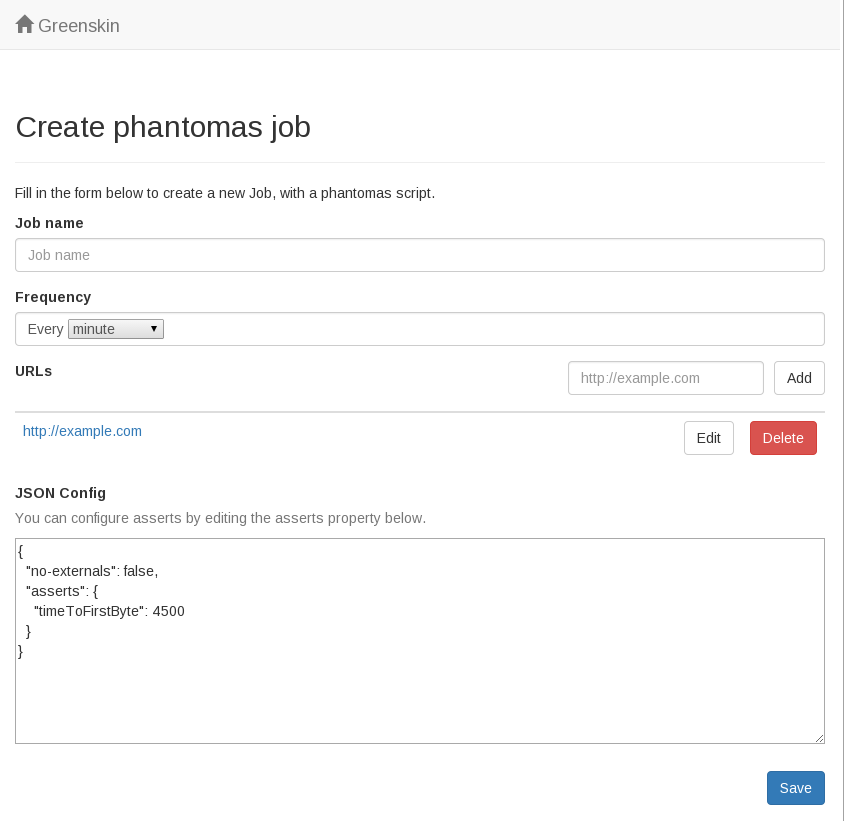 Greenskin
Create phantomas job
Fill in the form below to create a new Job, with a phantomas script.
Job name
Job name
Frequency
Every minute
URLs
http://example.com Add
http://example.com Edit Delete
JSON Config
You can configure asserts by editing the asserts property below.
{
  "no-externals": false,
  "asserts": {
    "timeToFirstByte": 4500
  }
}
Save